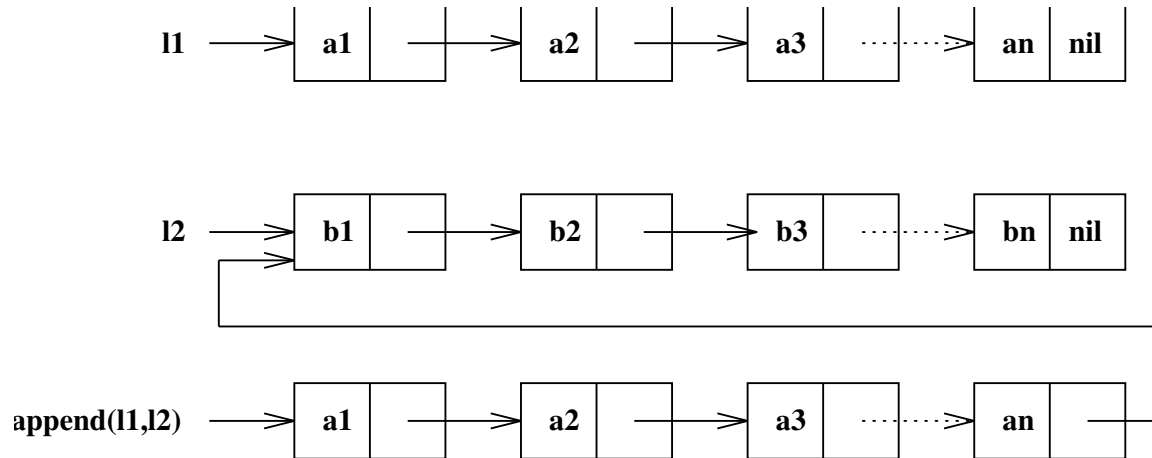 l1 a1 a2 a3 an nil
l2 b1 b2 b3 bn nil
append(l1,l2) a1 a2 a3 an